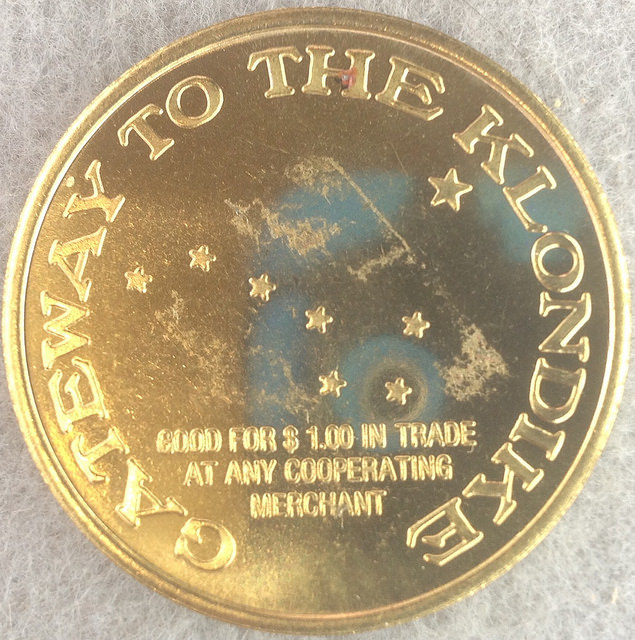 GATEWAY TO THE KLONDIKE
GOOD FOR $1.00 IN TRADE
AT ANY COOPERATING
MERCHANT